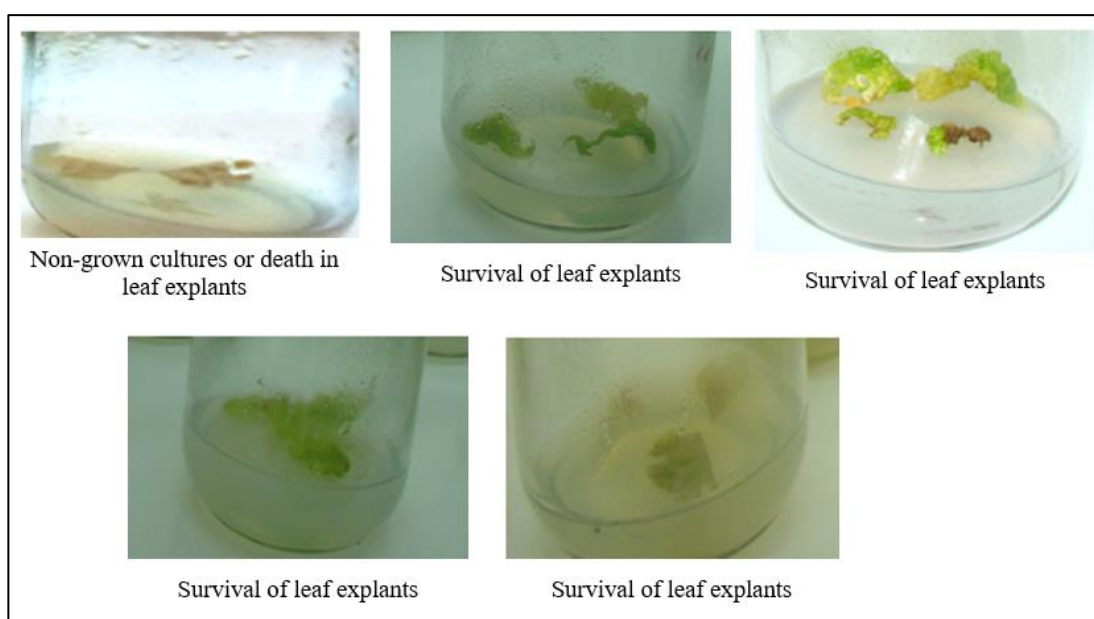 Non-grown cultures or death in
leaf explants
Survival of leaf explants
Survival of leaf explants
Survival of leaf explants
Survival of leaf explants